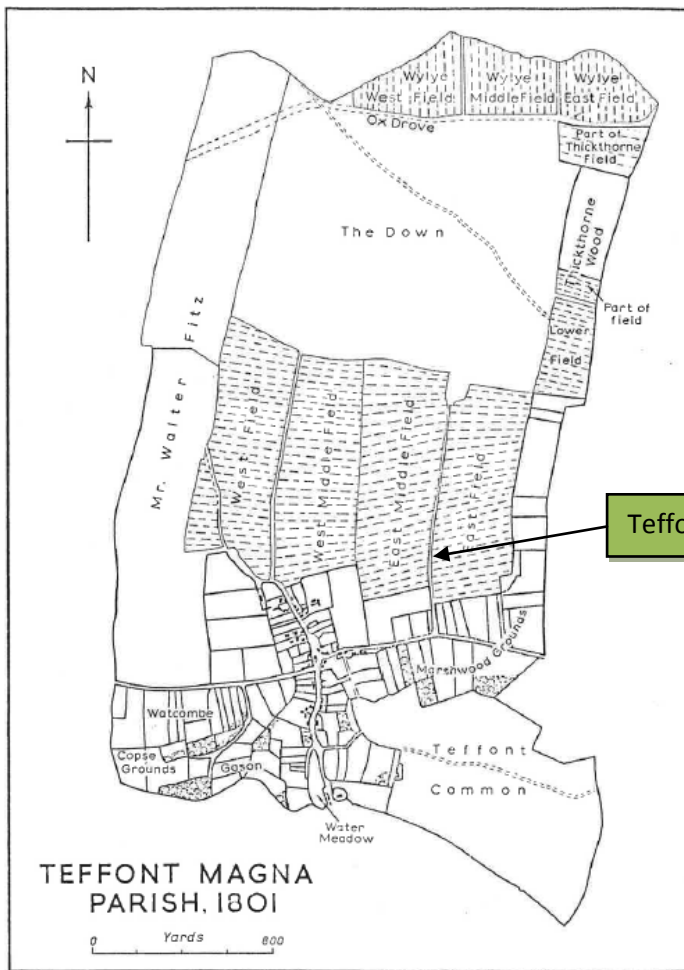 N
Wylye
West Field
Wylye
Middle Field
Wylye
East Field
Ox Drove
Part of
Thickthorne
Field
The Down
Thickthorne
Wood
Part of
field
Lower
Field
Mr. Walter Fitz
West Fied
West Middle Fied
East Middle Field
East Field
Teffo
Marshwood Grounds
Watcombe
Copse
Grounds
Gason
Teffont
Common
Water
Meadow
TEFFONT MAGNA
PARISH, 1801
Yards
0 800